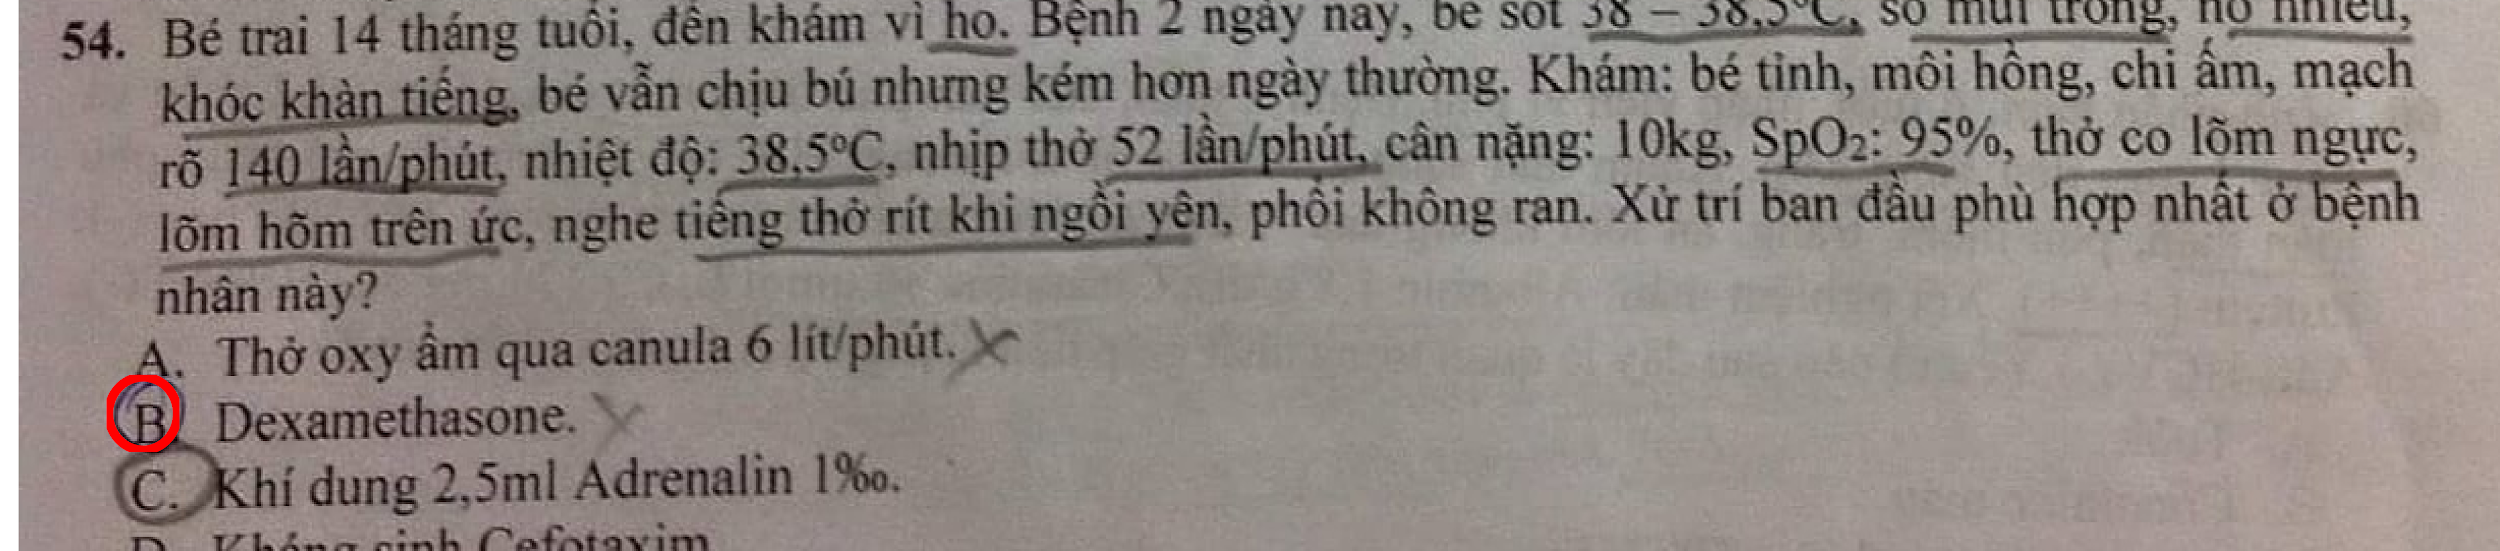 54. Bé trai 14 tháng tuổi, đến khám vì ho. Bệnh 2 ngày nay, bé sốt 38 – 38,5°C, sổ mũi trong, ho nhiều,
khóc khàn tiếng, bé vẫn chịu bú nhưng kém hơn ngày thường. Khám: bé tỉnh, môi hồng, chi ấm, mạch
rõ 140 lần/phút, nhiệt độ: 38,5°C, nhịp thở 52 lần/phút, cân nặng: 10kg, SpO₂: 95%, thở co lõm ngực,
lõm hõm trên ức, nghe tiếng thở rít khi ngồi yên, phổi không ran. Xử trí ban đầu phù hợp nhất ở bệnh
nhân này?
A. Thở oxy ẩm qua canula 6 lít/phút.
B. Dexamethasone.
C. Khí dung 2,5ml Adrenalin 1‰.
D. Kháng sinh Cefotaxim